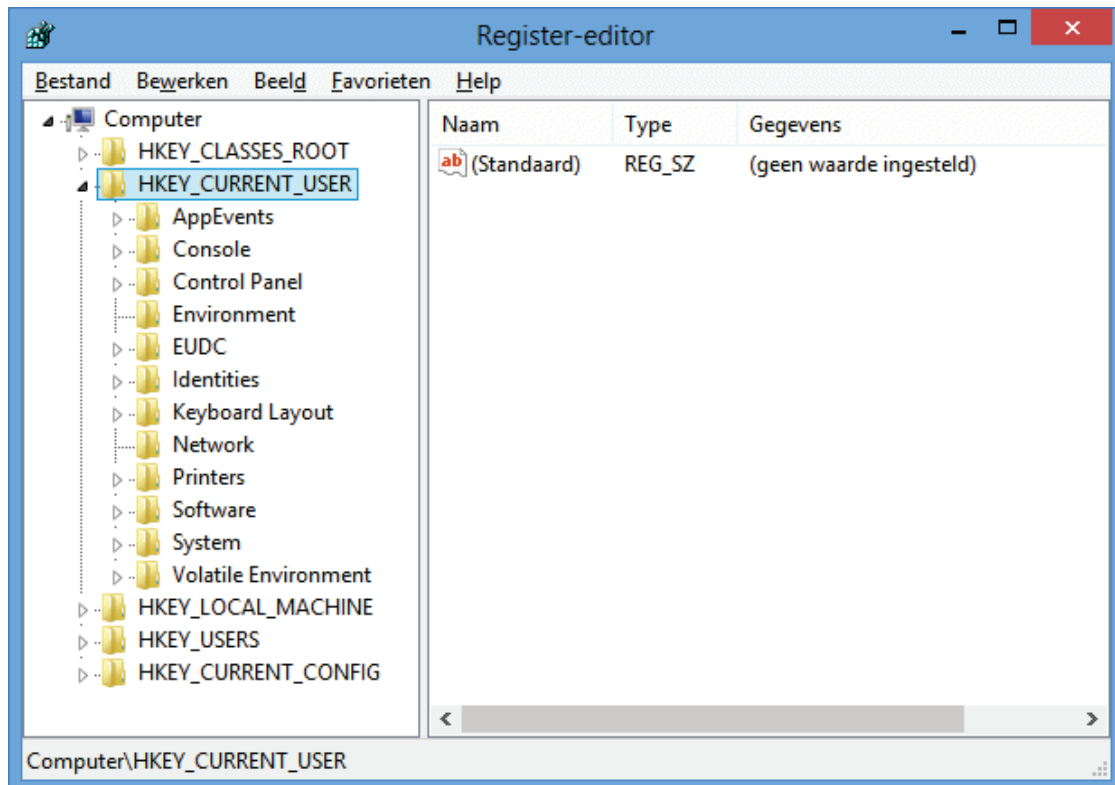 Register-editor
Bestand Bewerken Beeld Favorieten Help
Computer
HKEY_CLASSES_ROOT
HKEY_CURRENT_USER
AppEvents
Console
Control Panel
Environment
EUDC
Identities
Keyboard Layout
Network
Printers
Software
System
Volatile Environment
HKEY_LOCAL_MACHINE
HKEY_USERS
HKEY_CURRENT_CONFIG
Naam Type Gegevens
ab (Standaard) REG_SZ (geen waarde ingesteld)
Computer\HKEY_CURRENT_USER